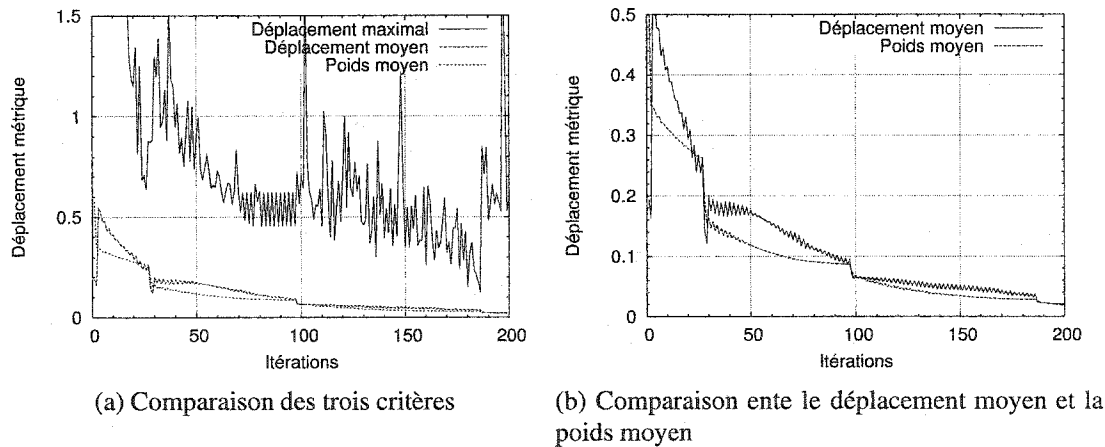 1.5
1
0.5
0
Déplacement métrique
Déplacement maximal
Déplacement moyen
Poids moyen
0 50 100 150 200
Itérations
(a) Comparaison des trois critères
0.5
0.4
0.3
0.2
0.1
0
Déplacement métrique
Déplacement moyen
Poids moyen
0 50 100 150 200
Itérations
(b) Comparaison ente le déplacement moyen et la
poids moyen